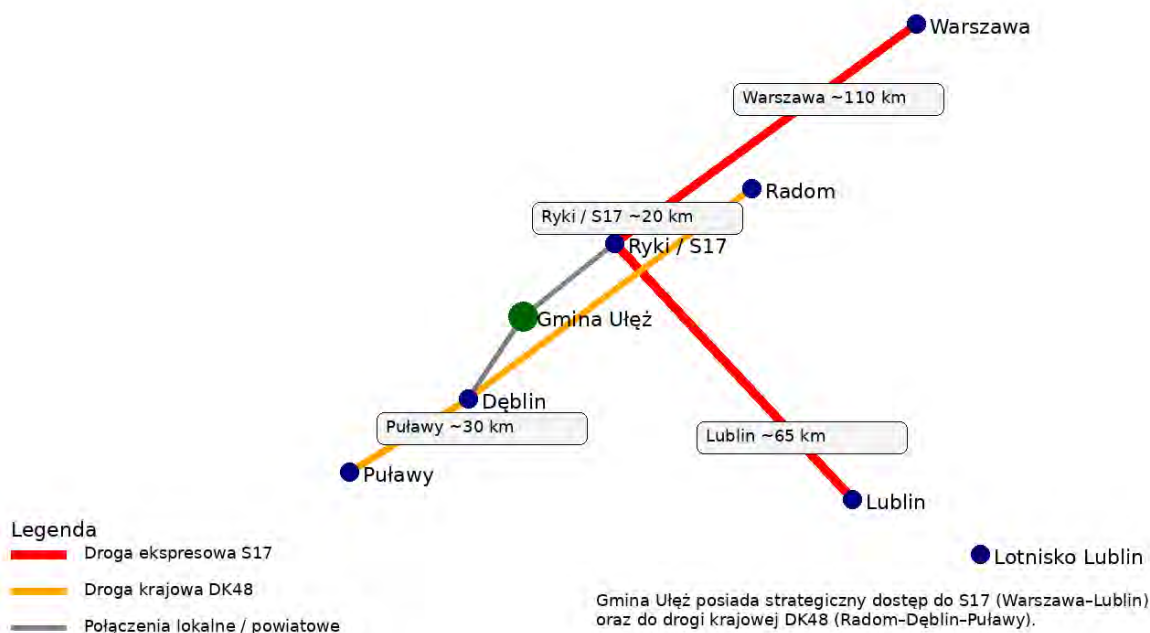 Warszawa
Warszawa ~110 km
Radom
Ryki / S17 ~20 km
Ryki / S17
Gmina Ułęż
Dęblin
Puławy ~30 km
Lublin ~65 km
Puławy
Lublin
Legenda
Droga ekspresowa S17
Droga krajowa DK48
Połączenia lokalne / powiatowe
Lotnisko Lublin
Gmina Ułęż posiada strategiczny dostęp do S17 (Warszawa–Lublin)
oraz do drogi krajowej DK48 (Radom–Dęblin–Puławy).